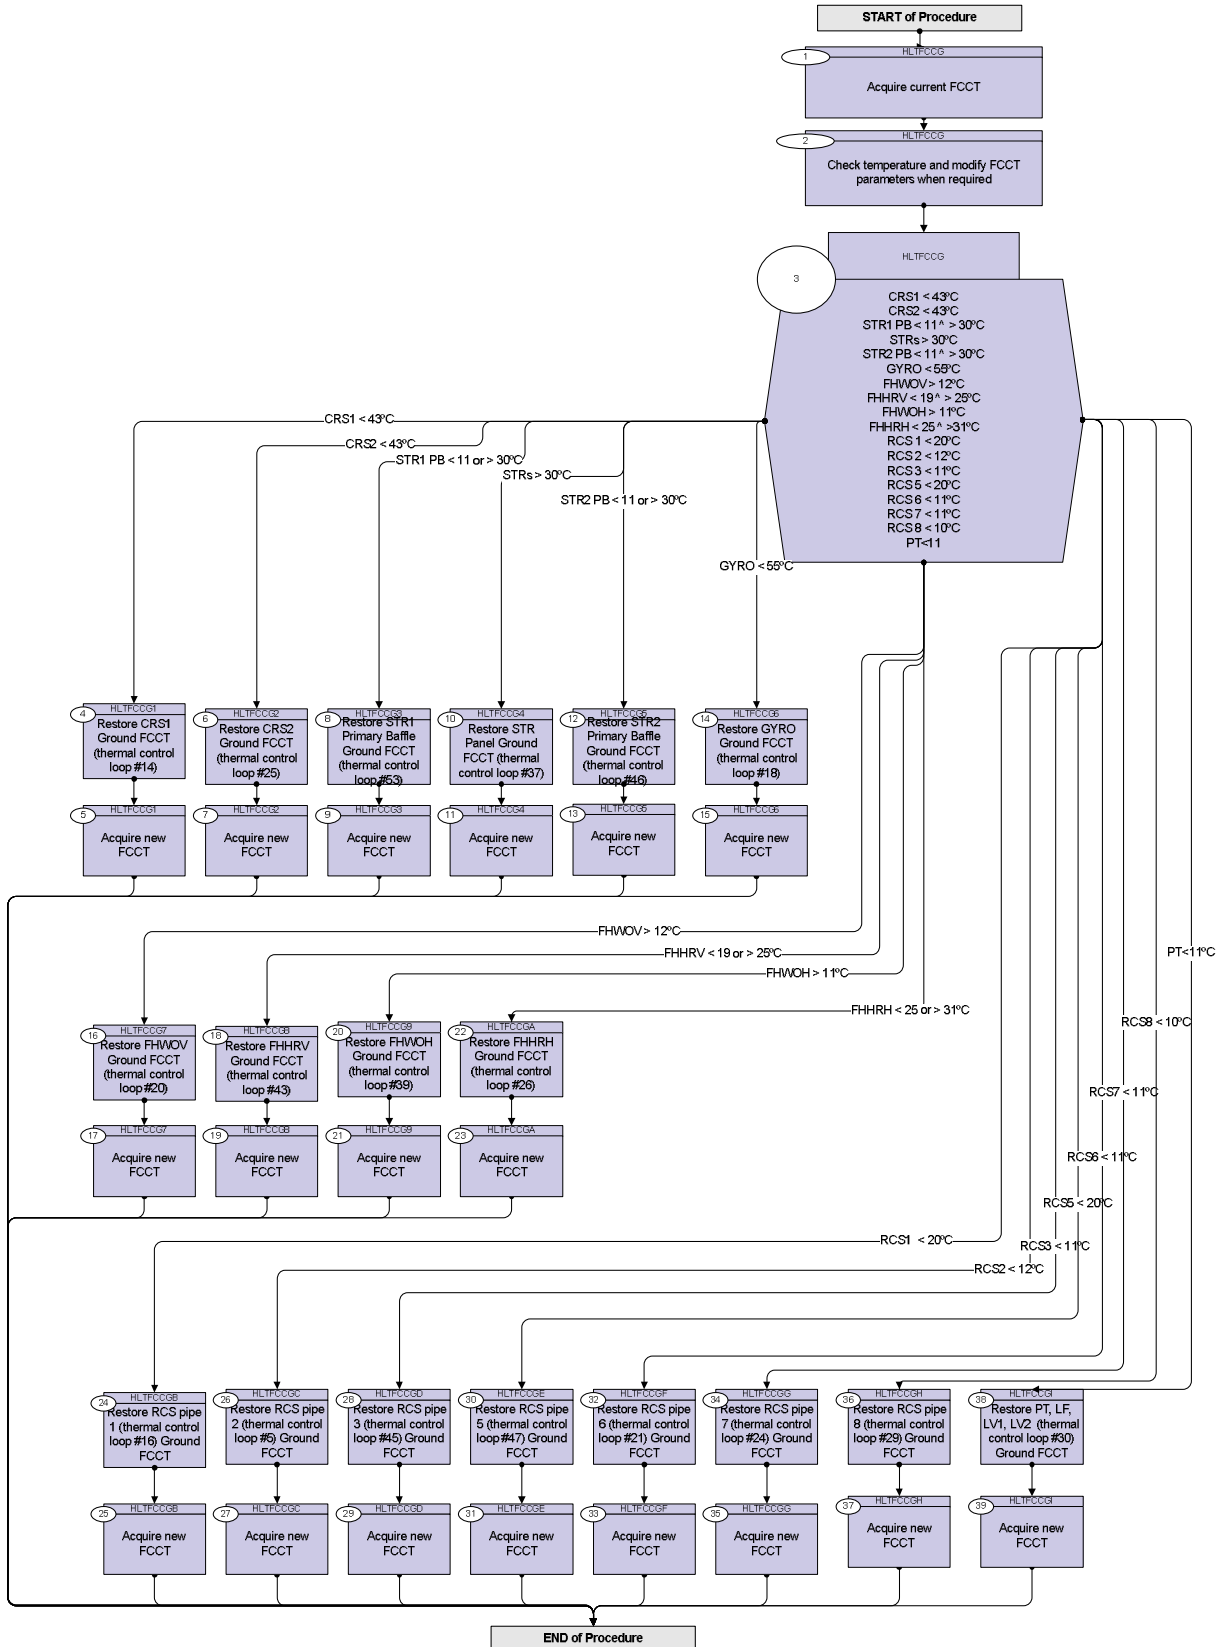 START of Procedure
HLTFCCG
1
Acquire current FCCT
HLTFCCG
2
Check temperature and modify FCCT
parameters when required
HLTFCCG
3
CRS1 < 43ºC
CRS2 < 43ºC
STR1 PB < 11 ^ > 30ºC
STRs > 30ºC
STR2 PB < 11 ^ > 30ºC
GYRO < 55ºC
FHWOV > 12ºC
FHHRV < 19 ^ > 25ºC
FHWOH > 11ºC
FHHRH < 25 ^ >31ºC
RCS 1 < 20ºC
RCS 2 < 12ºC
RCS 3 < 11ºC
RCS 5 < 20ºC
RCS 6 < 11ºC
RCS 7 < 11ºC
RCS 8 < 10ºC
PT<11
CRS1 < 43ºC
CRS2 < 43ºC
STR1 PB < 11 or > 30ºC
STRs > 30ºC
STR2 PB < 11 or > 30ºC
GYRO < 55ºC
4
HLTFCCG1
Restore CRS1
Ground FCCT
(thermal control
loop #14)
6
HLTFCCG2
Restore CRS2
Ground FCCT
(thermal control
loop #25)
8
HLTFCCG3
Restore STR1
Primary Baffle
Ground FCCT
(thermal control
loop #53)
10
HLTFCCG4
Restore STR
Panel Ground
FCCT (thermal
control loop #37)
12
HLTFCCG5
Restore STR2
Primary Baffle
Ground FCCT
(thermal control
loop #46)
14
HLTFCCG6
Restore GYRO
Ground FCCT
(thermal control
loop #18)
5
HLTFCCG1
Acquire new
FCCT
7
HLTFCCG2
Acquire new
FCCT
9
HLTFCCG3
Acquire new
FCCT
11
HLTFCCG4
Acquire new
FCCT
13
HLTFCCG5
Acquire new
FCCT
15
HLTFCCG6
Acquire new
FCCT
FHWOV > 12ºC
FHHRV < 19 or > 25ºC
FHWOH > 11ºC
FHHRH < 25 or > 31ºC
PT<11ºC
RCS8 < 10ºC
RCS7 < 11ºC
RCS6 < 11ºC
RCS5 < 20ºC
RCS3 < 11ºC
RCS1 < 20ºC
RCS2 < 12ºC
16
HLTFCCG7
Restore FHWOV
Ground FCCT
(thermal control
loop #20)
18
HLTFCCG8
Restore FHHRV
Ground FCCT
(thermal control
loop #43)
20
HLTFCCG9
Restore FHWOH
Ground FCCT
(thermal control
loop #39)
22
HLTFCCGA
Restore FHHRH
Ground FCCT
(thermal control
loop #26)
17
HLTFCCG7
Acquire new
FCCT
19
HLTFCCG8
Acquire new
FCCT
21
HLTFCCG9
Acquire new
FCCT
23
HLTFCCGA
Acquire new
FCCT
24
HLTFCCGB
Restore RCS pipe
1 (thermal control
loop #16) Ground
FCCT
26
HLTFCCGC
Restore RCS pipe
2 (thermal control
loop #5) Ground
FCCT
28
HLTFCCGD
Restore RCS pipe
3 (thermal control
loop #45) Ground
FCCT
30
HLTFCCGE
Restore RCS pipe
5 (thermal control
loop #47) Ground
FCCT
32
HLTFCCGF
Restore RCS pipe
6 (thermal control
loop #21) Ground
FCCT
34
HLTFCCGG
Restore RCS pipe
7 (thermal control
loop #24) Ground
FCCT
36
HLTFCCGH
Restore RCS pipe
8 (thermal control
loop #29) Ground
FCCT
38
HLTFCCGI
Restore PT, LF,
LV1, LV2 (thermal
control loop #30)
Ground FCCT
25
HLTFCCGB
Acquire new
FCCT
27
HLTFCCGC
Acquire new
FCCT
29
HLTFCCGD
Acquire new
FCCT
31
HLTFCCGE
Acquire new
FCCT
33
HLTFCCGF
Acquire new
FCCT
35
HLTFCCGG
Acquire new
FCCT
37
HLTFCCGH
Acquire new
FCCT
39
HLTFCCGI
Acquire new
FCCT
END of Procedure